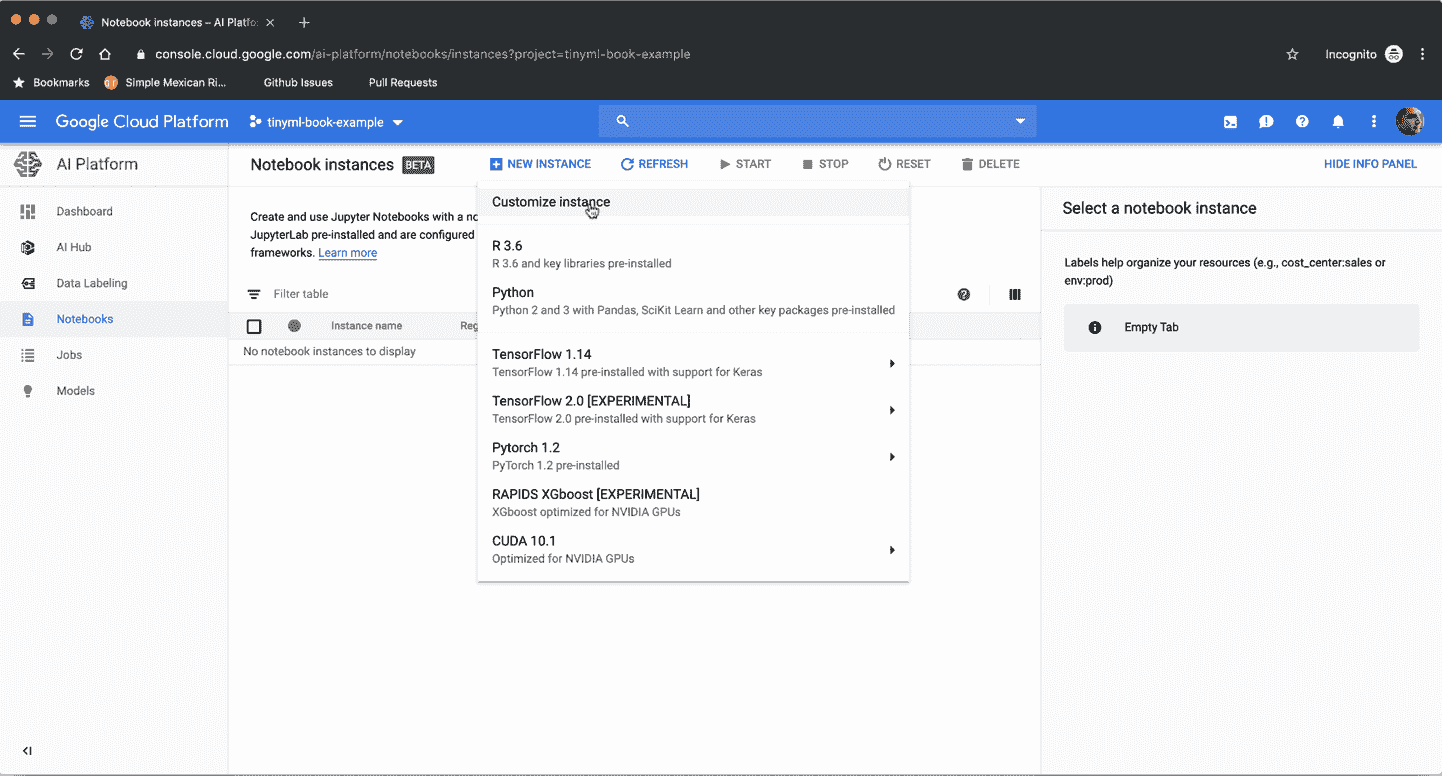 Notebook instances – AI Platfo
console.cloud.google.com/ai-platform/notebooks/instances?project=tinyml-book-example
Incognito
Bookmarks
Simple Mexican Ri...
Github Issues
Pull Requests
Google Cloud Platform
tinyml-book-example
AI Platform
Notebook instances BETA
NEW INSTANCE
REFRESH
START
STOP
RESET
DELETE
HIDE INFO PANEL
Dashboard
AI Hub
Data Labeling
Notebooks
Jobs
Models
Create and use Jupyter Notebooks with a no
JupyterLab pre-installed and are configured
frameworks. Learn more
Filter table
Instance name
Reg
No notebook instances to display
Customize instance
R 3.6
R 3.6 and key libraries pre-installed
Python
Python 2 and 3 with Pandas, SciKit Learn and other key packages pre-installed
TensorFlow 1.14
TensorFlow 1.14 pre-installed with support for Keras
TensorFlow 2.0 [EXPERIMENTAL]
TensorFlow 2.0 pre-installed with support for Keras
Pytorch 1.2
PyTorch 1.2 pre-installed
RAPIDS XGboost [EXPERIMENTAL]
XGboost optimized for NVIDIA GPUs
CUDA 10.1
Optimized for NVIDIA GPUs
Select a notebook instance
Labels help organize your resources (e.g., cost_center:sales or
env:prod)
Empty Tab